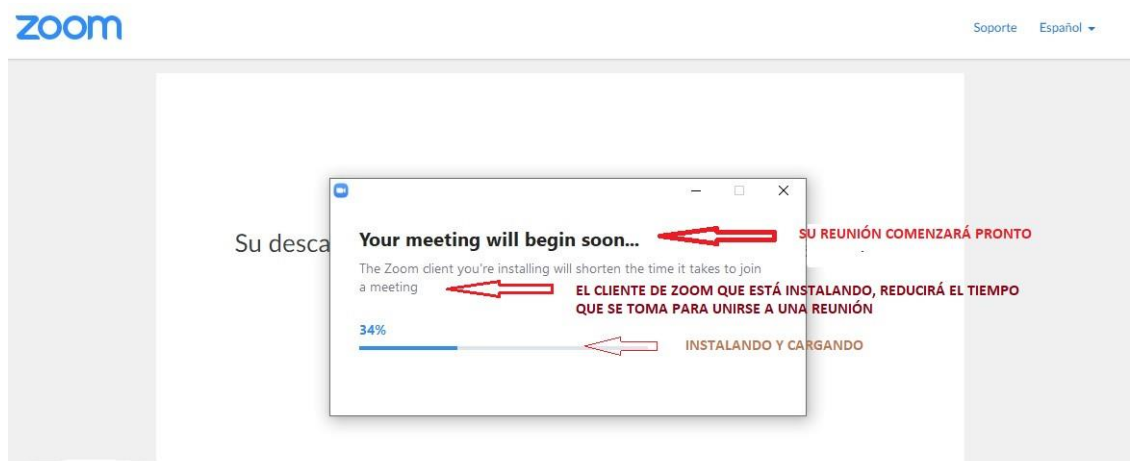 zoom
Soporte Español
Su desca
Your meeting will begin soon...
SU REUNIÓN COMENZARÁ PRONTO
The Zoom client you're installing will shorten the time it takes to join
a meeting
EL CLIENTE DE ZOOM QUE ESTÁ INSTALANDO, REDUCIRÁ EL TIEMPO
QUE SE TOMA PARA UNIRSE A UNA REUNIÓN
34%
INSTALANDO Y CARGANDO